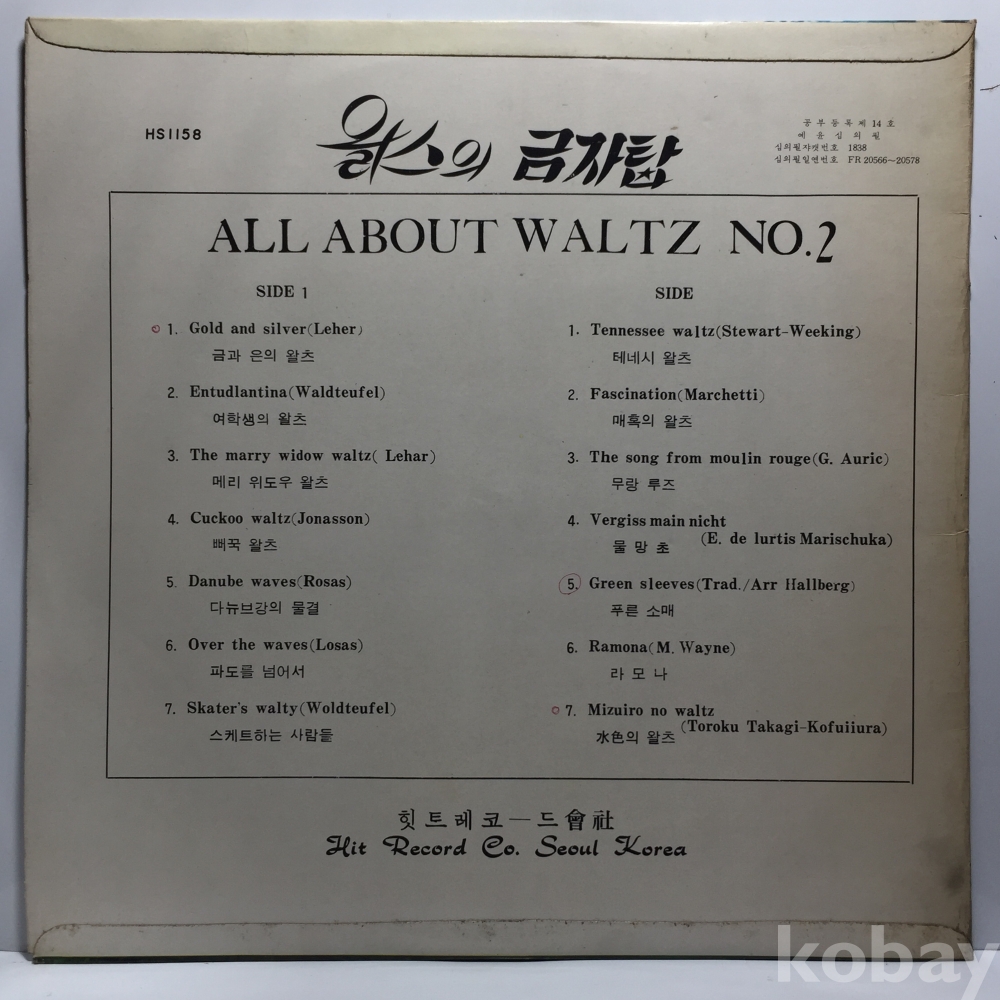 HS1158
왈스의 금자탑
공부등록제 14 호
예윤심의필
심의필쟈켓번호 1838
심의필일연번호 FR 20566~20578
ALL ABOUT WALTZ NO.2
SIDE 1
1. Gold and silver(Leher)
금과 은의 왈츠
2. Entudlantina(Waldteufel)
여학생의 왈츠
3. The marry widow waltz( Lehar)
메리 위도우 왈츠
4. Cuckoo waltz(Jonasson)
뻐꾹 왈츠
5. Danube waves(Rosas)
다뉴브강의 물결
6. Over the waves(Losas)
파도를 넘어서
7. Skater's walty(Woldteufel)
스케트하는 사람들
SIDE
1. Tennessee waltz(Stewart-Weeking)
테네시 왈츠
2. Fascination(Marchetti)
매혹의 왈츠
3. The song from moulin rouge(G. Auric)
무랑 루즈
4. Vergiss main nicht
(E. de lurtis Marischuka)
물 망 초
5. Green sleeves(Trad./Arr Hallberg)
푸른 소매
6. Ramona(M. Wayne)
라 모 나
7. Mizuiro no waltz
(Toroku Takagi-Kofuiiura)
水色의 왈츠
힛트레코ー드會社
Hit Record Co. Seoul Korea
kobay